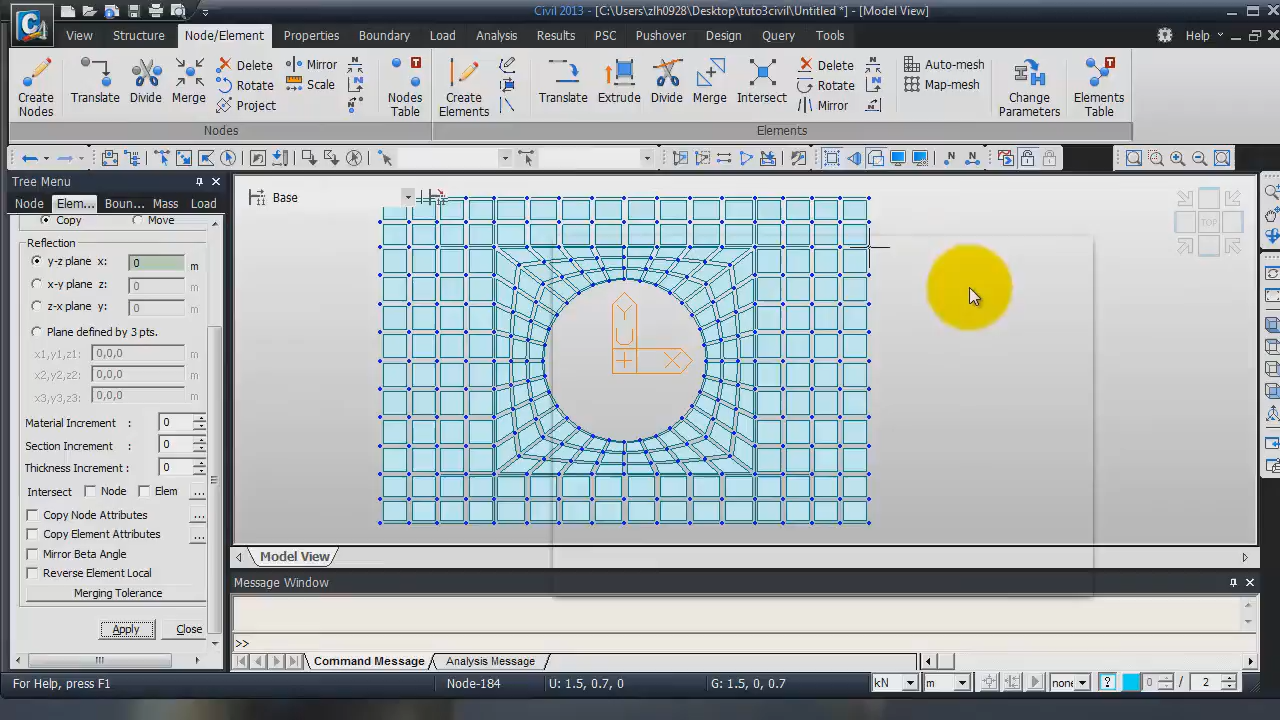 Civil 2013 - [C:\Users\zlh0928\Desktop\tuto3civil\Untitled *] - [Model View]
View Structure Node/Element Properties Boundary Load Analysis Results PSC Pushover Design Query Tools Help
Create Nodes
Translate
Divide
Merge
Delete
Rotate
Project
Mirror
Scale
Nodes Table
Create Elements
Translate
Extrude
Divide
Merge
Intersect
Delete
Rotate
Mirror
Auto-mesh
Map-mesh
Change Parameters
Elements Table
Nodes
Elements
Tree Menu
Node Elem... Boun... Mass Load
Base
TOP
Copy Move
Reflection
y-z plane x: 0 m
x-y plane z: 0 m
z-x plane y: 0 m
Plane defined by 3 pts.
x1,y1,z1: 0,0,0 m
x2,y2,z2: 0,0,0 m
x3,y3,z3: 0,0,0 m
Material Increment : 0
Section Increment : 0
Thickness Increment : 0
Intersect Node Elem ...
Copy Node Attributes ...
Copy Element Attributes ...
Mirror Beta Angle
Reverse Element Local
Merging Tolerance
Apply Close
Y
U
X
Model View
Message Window
>>
Command Message Analysis Message
For Help, press F1 Node-184 U: 1.5, 0.7, 0 G: 1.5, 0, 0.7 kN m none ? 0 / 2